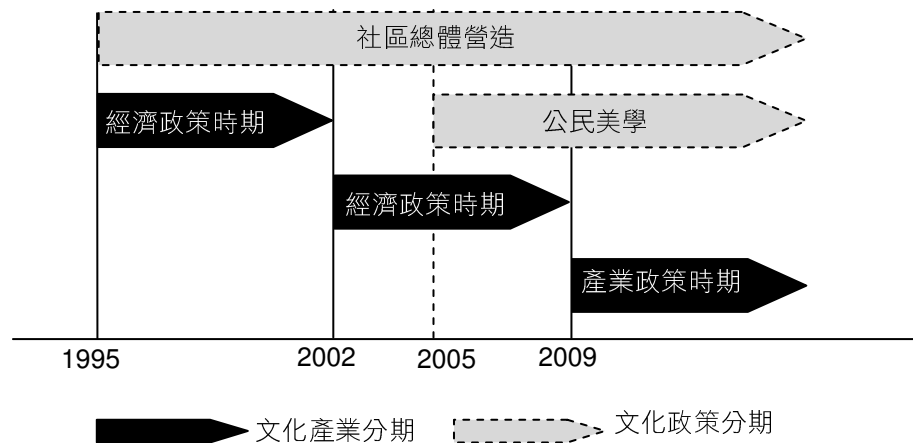 社區總體營造
經濟政策時期
公民美學
經濟政策時期
產業政策時期
1995
2002
2005
2009
文化產業分期
文化政策分期